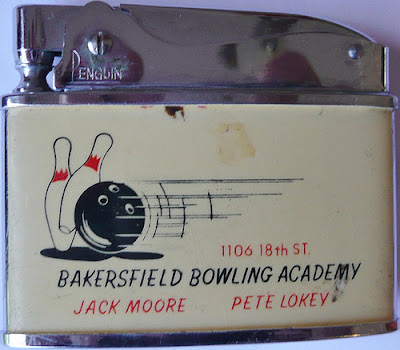 PENGUIN
1106 18th ST.
BAKERSFIELD BOWLING ACADEMY
JACK MOORE PETE LOKEY